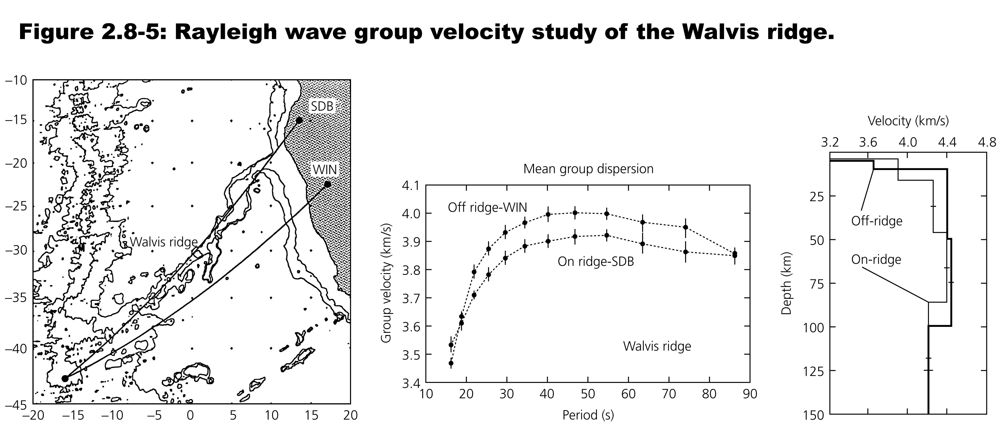 Figure 2.8-5: Rayleigh wave group velocity study of the Walvis ridge.
–10
–15
–20
–25
–30
–35
–40
–45
–20 –15 –10 –5 0 5 10 15 20
SDB
WIN
Walvis ridge
Mean group dispersion
Group velocity (km/s)
4.1
4.0
3.9
3.8
3.7
3.6
3.5
3.4
Off ridge-WIN
On ridge-SDB
Walvis ridge
10 20 30 40 50 60 70 80 90
Period (s)
Velocity (km/s)
3.2 3.6 4.0 4.4 4.8
Depth (km)
25
50
75
100
125
150
Off-ridge
On-ridge